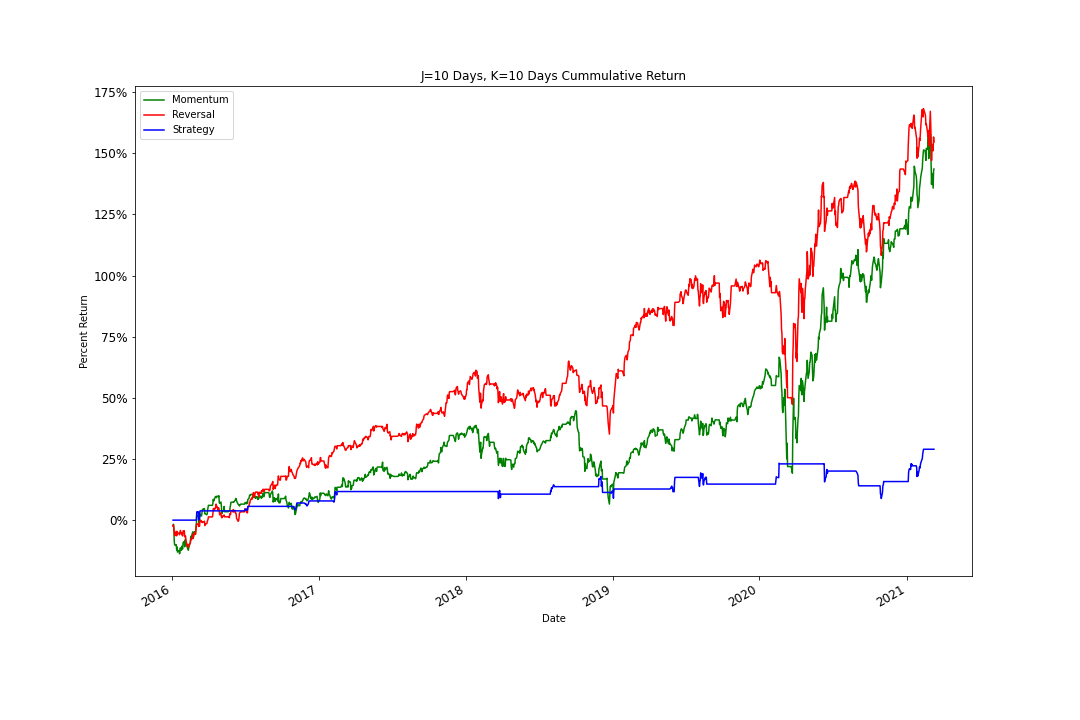 J=10 Days, K=10 Days Cummulative Return
Momentum
Reversal
Strategy
175%
150%
125%
100%
75%
50%
25%
0%
Percent Return
2016
2017
2018
2019
2020
2021
Date